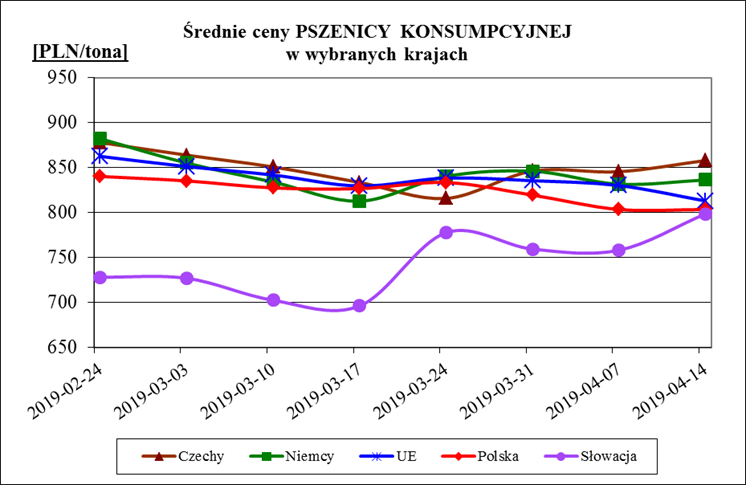 Średnie ceny PSZENICY KONSUMPCYJNEJ
w wybranych krajach
[PLN/tona]
950
900
850
800
750
700
650
2019-02-24
2019-03-03
2019-03-10
2019-03-17
2019-03-24
2019-03-31
2019-04-07
2019-04-14
Czechy
Niemcy
UE
Polska
Słowacja